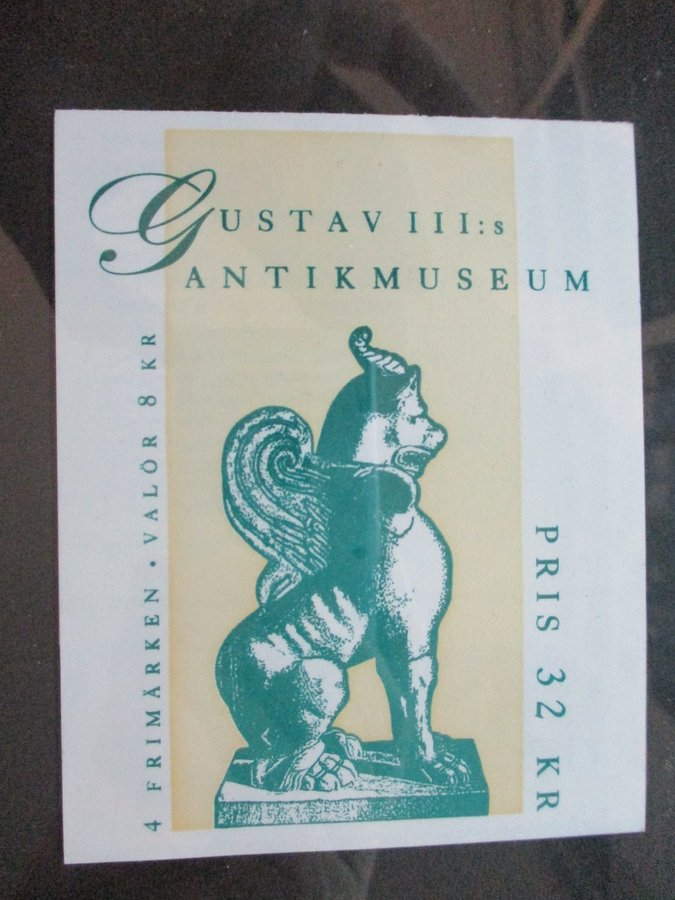 GUSTAV III:s
ANTIKMUSEUM
4 FRIMÄRKEN · VALÖR 8 KR
PRIS 32 KR